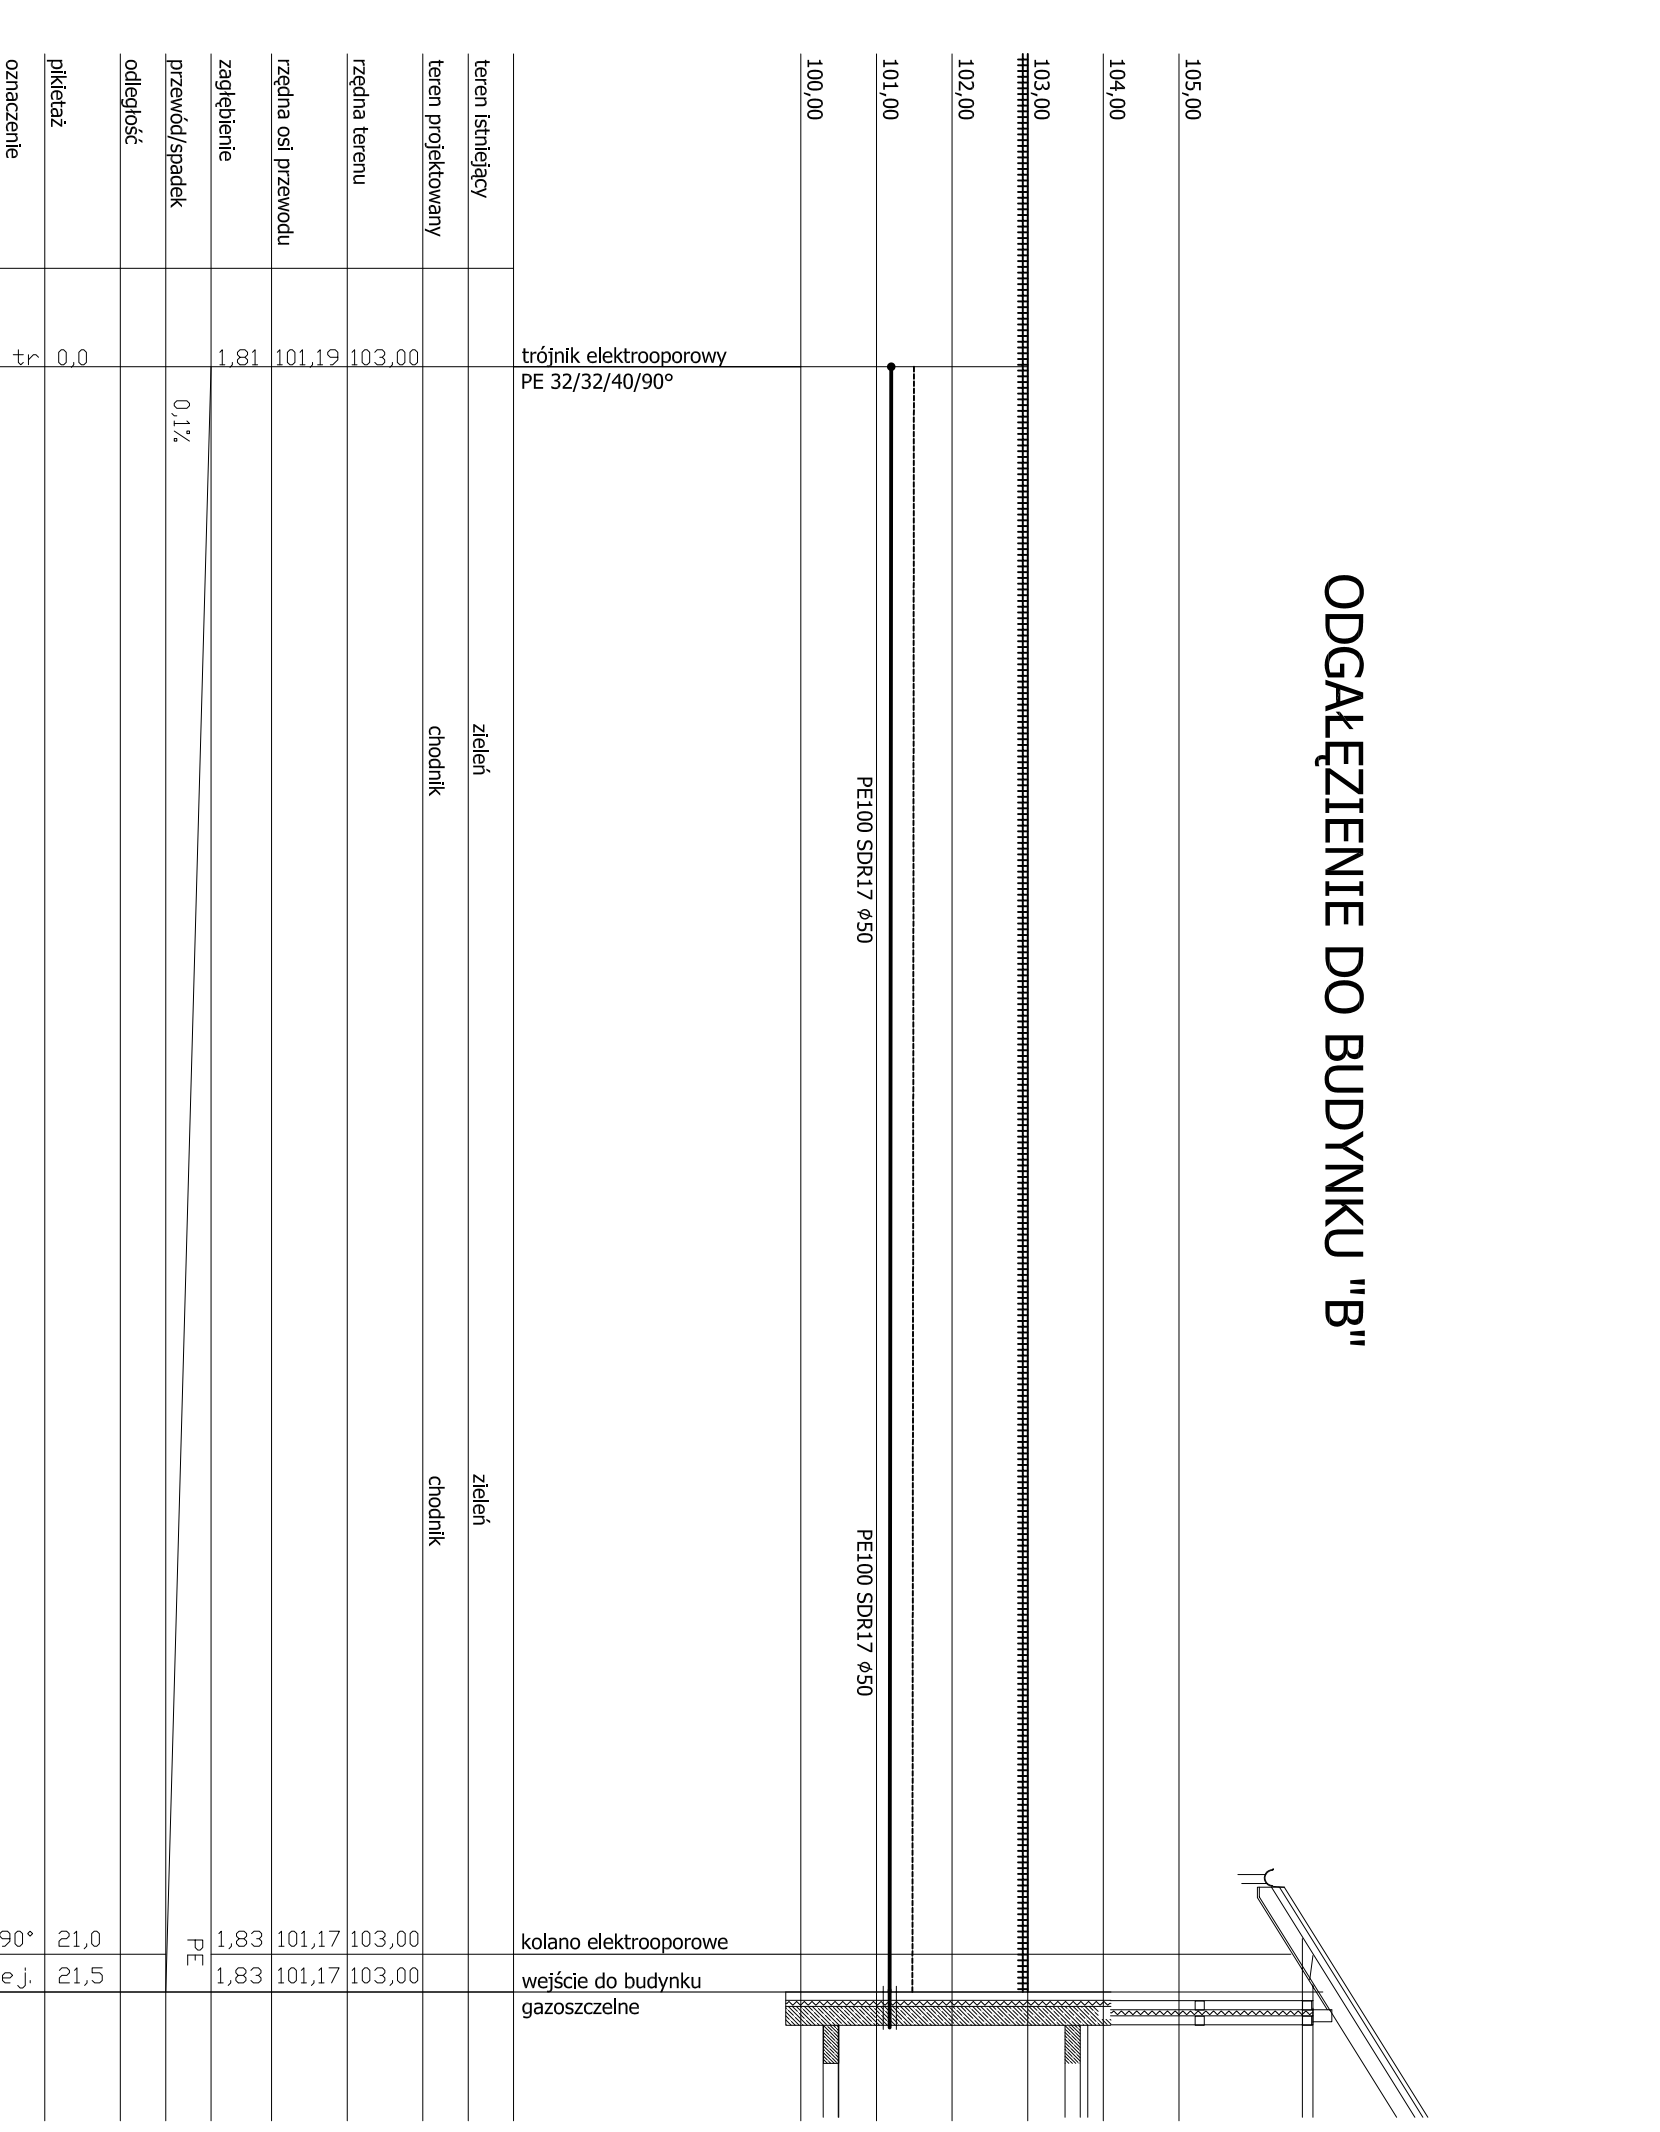 ODGAŁĘZIENIE DO BUDYNKU "B"
105,00
104,00
103,00
102,00
101,00
100,00
PE100 SDR17 ⌀50
PE100 SDR17 ⌀50
trójnik elektrooporowy
PE 32/32/40/90°
kolano elektrooporowe
wejście do budynku
gazoszczelne
teren istniejący
zieleń
zieleń
teren projektowany
chodnik
chodnik
rzędna terenu
103,00
103,00
103,00
rzędna osi przewodu
101,19
101,17
101,17
zagłębienie
1,81
1,83
1,83
przewód/spadek
0,1%
PE
odległość
pikietaż
0,0
21,0
21,5
oznaczenie
tr
90°
ej.